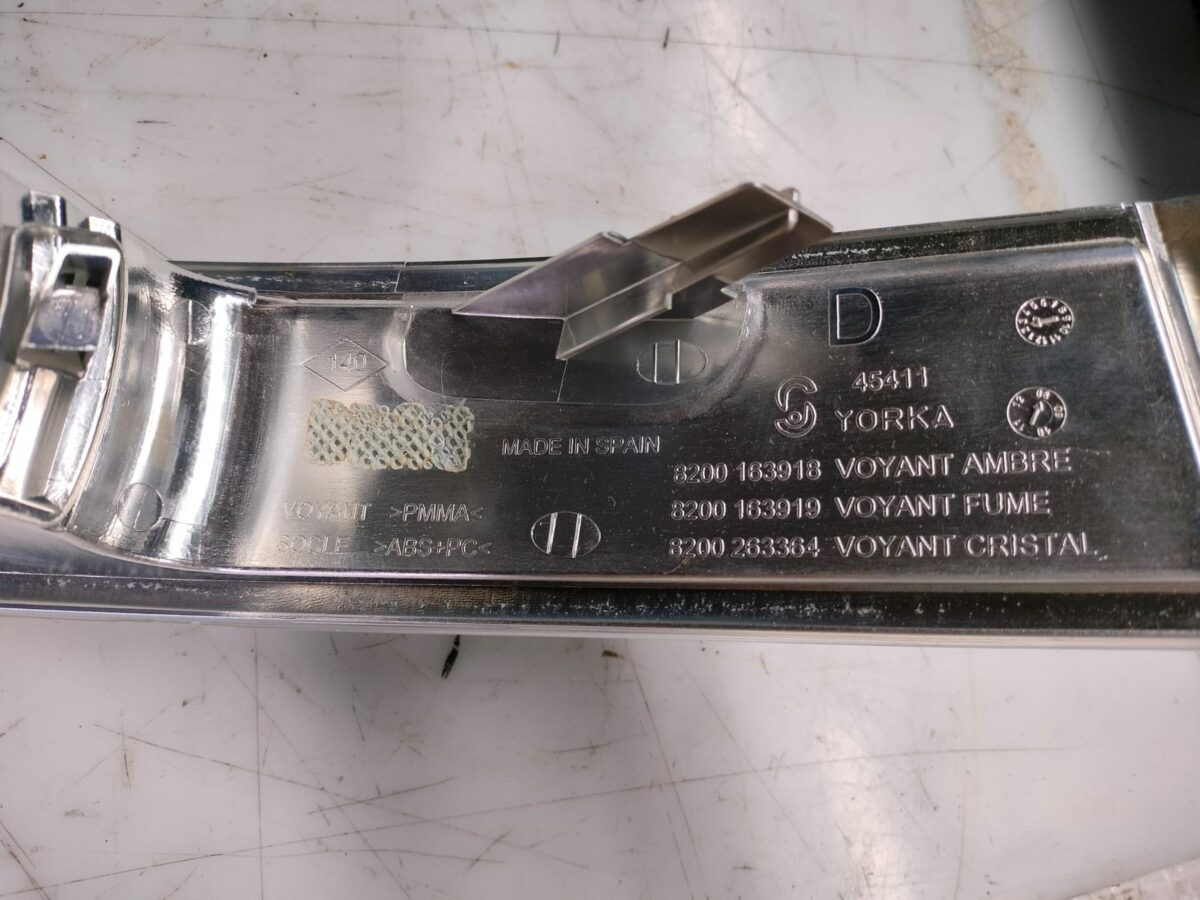 D
45411
YORKA
MADE IN SPAIN
8200 163918 VOYANT AMBRE
8200 163919 VOYANT FUME
8200 263364 VOYANT CRISTAL
VOYANT >PMMA<
SOCLE >ABS+PC<